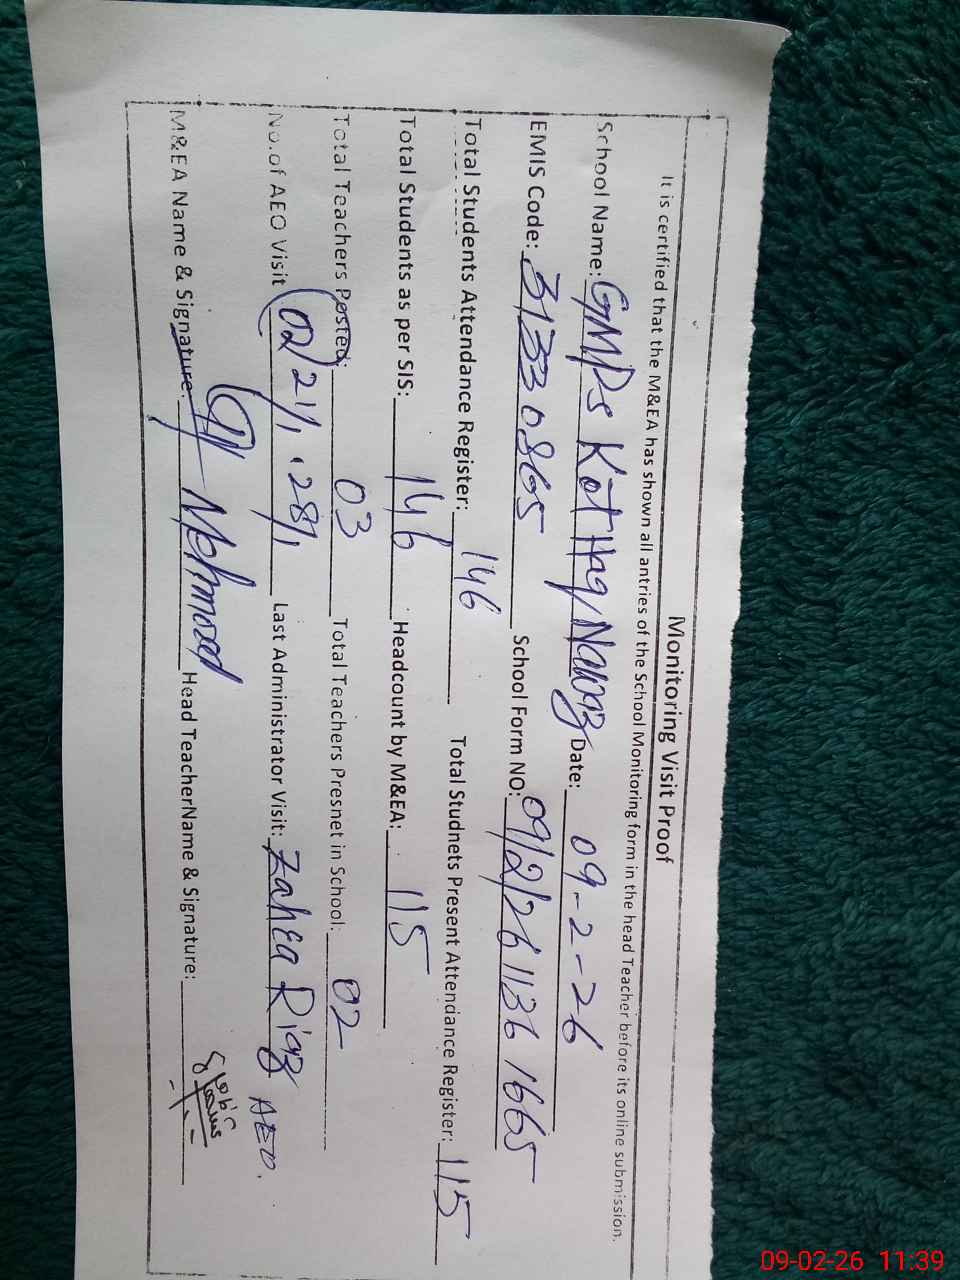 Monitoring Visit Proof
It is certified that the M&EA has shown all antries of the School Monitoring form in the head Teacher before its online submission.
School Name: GMPS Kot Haq Nawaz Date: 09-2-26
EMIS Code: 31330865 School Form NO: 09/2/26 1136 1665
Total Students Attendance Register: 146 Total Studnets Present Attendiance Register: 115
Total Students as per SIS: 146 Headcount by M&EA: 115
Total Teachers Posted: 03 Total Teachers Presnet in School: 02
No. of AEO Visit 02 21/1, 28/1 Last Administrator Visit: Zahea Riaz AEO.
M&EA Name & Signature: Mehmood Head TeacherName & Signature:
09-02-26 11:39